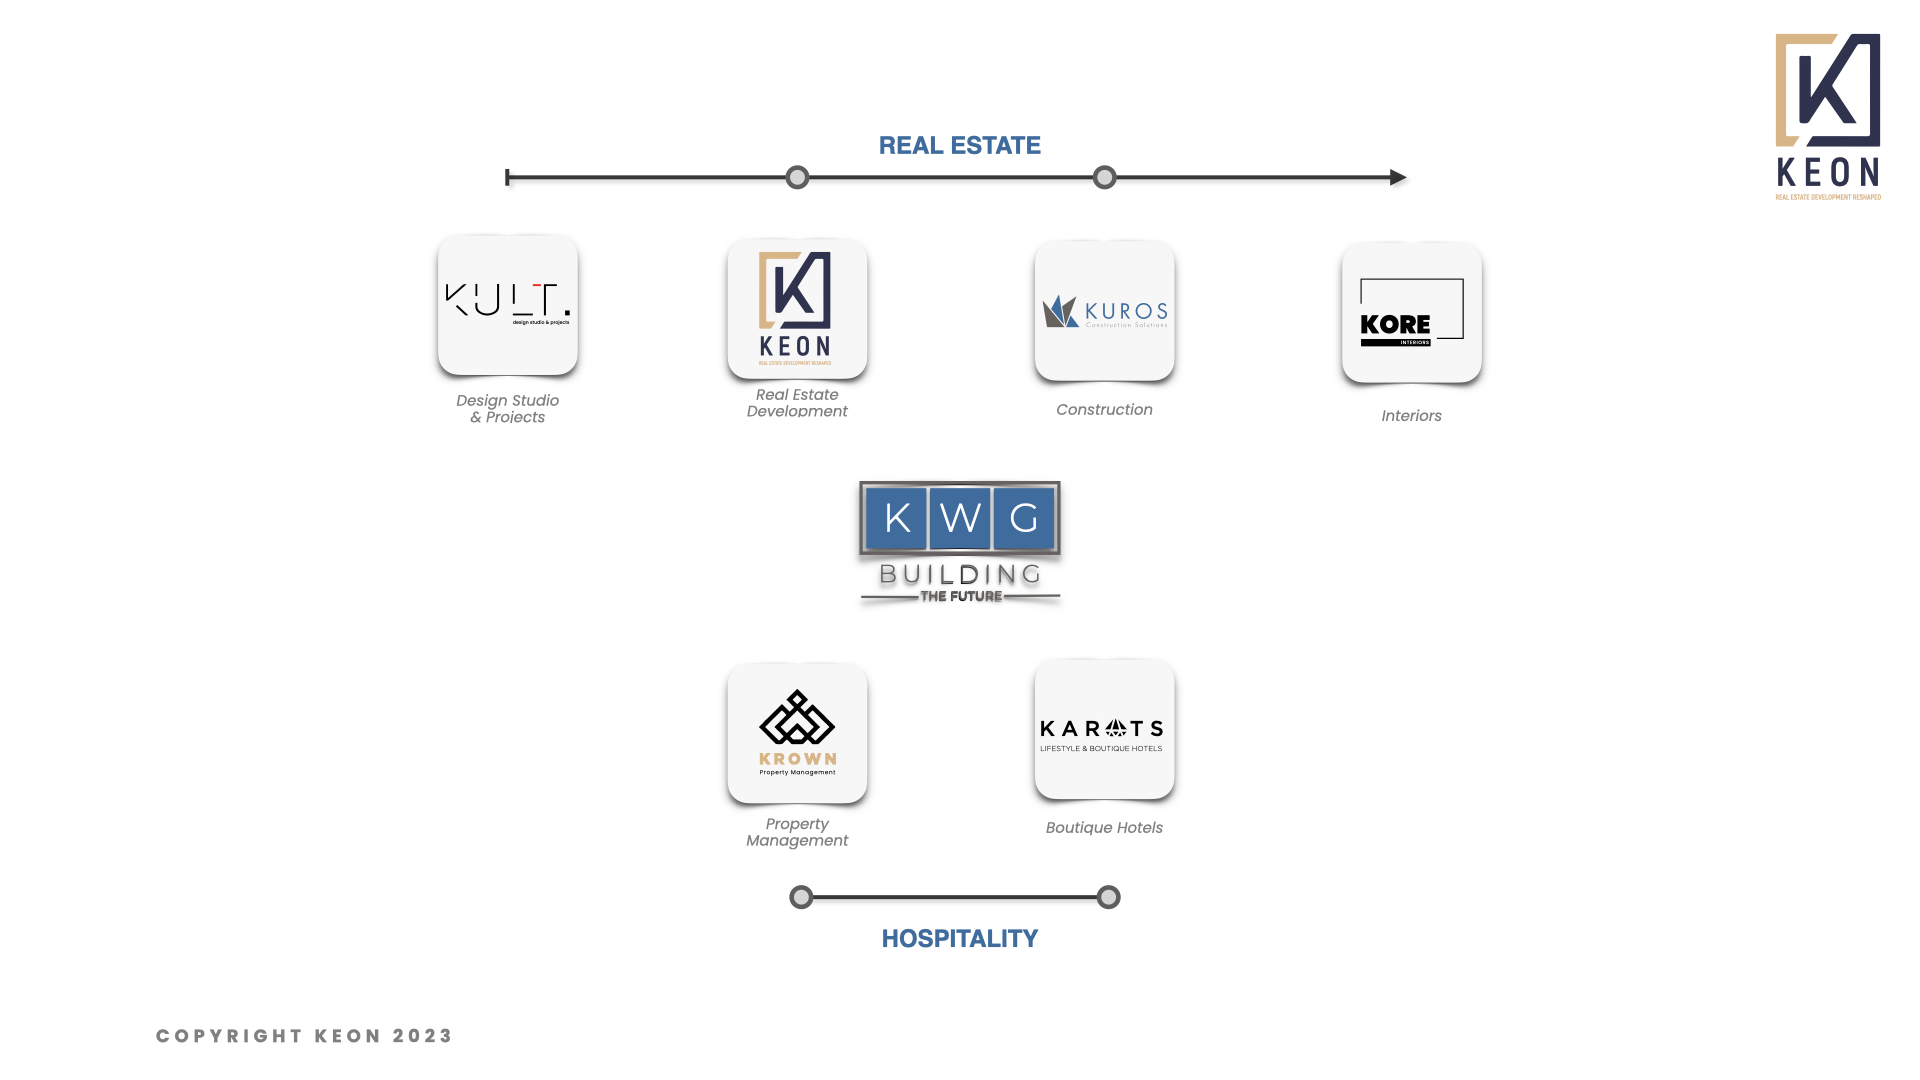 K
KEON
REAL ESTATE DEVELOPMENT RESHAPED
REAL ESTATE
KULT.
design studio & projects
K
KEON
REAL ESTATE DEVELOPMENT RESHAPED
KUROS
Construction Solutions
KORE
INTERIORS
Design Studio
& Projects
Real Estate
Development
Construction
Interiors
K W G
BUILDING
THE FUTURE
KROWN
Property Management
KARATS
LIFESTYLE & BOUTIQUE HOTELS
Property
Management
Boutique Hotels
HOSPITALITY
COPYRIGHT KEON 2023